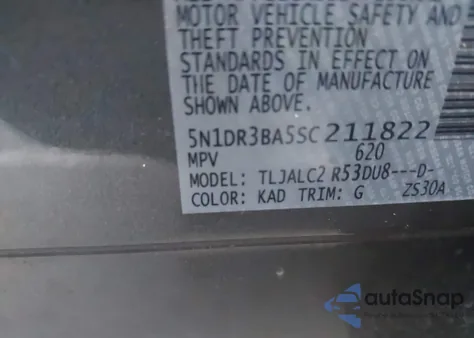 MOTOR VEHICLE SAFETY AND
THEFT PREVENTION
STANDARDS IN EFFECT ON
THE DATE OF MANUFACTURE
SHOWN ABOVE.
5N1DR3BA5SC211822
MPV 620
MODEL: TLJALC2 R53DU8---D-
COLOR: KAD TRIM: G ZS30A
autoSnap